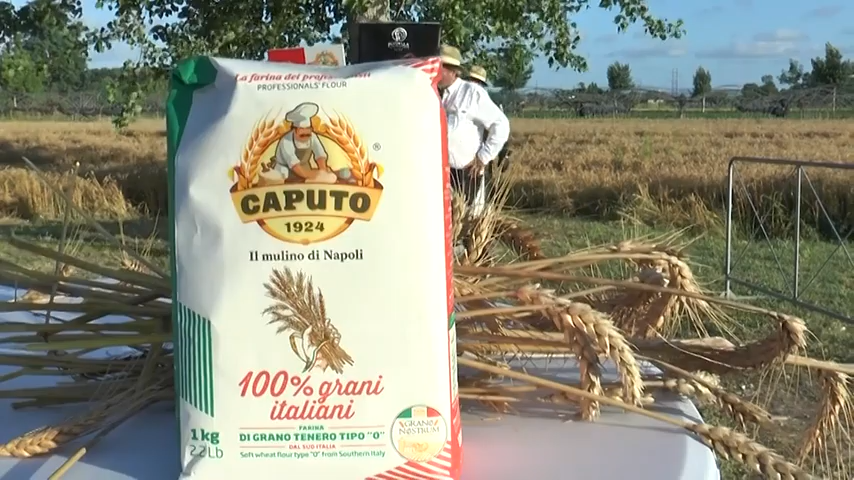 La farina dei professionisti
PROFESSIONALS' FLOUR
®
CAPUTO
1924
Il mulino di Napoli
100% grani
italiani
FARINA
DI GRANO TENERO TIPO "0"
DAL SUD ITALIA
Soft wheat flour type "0" from Southern Italy
1kg
2.2Lb
GRANO
NOSTRUM